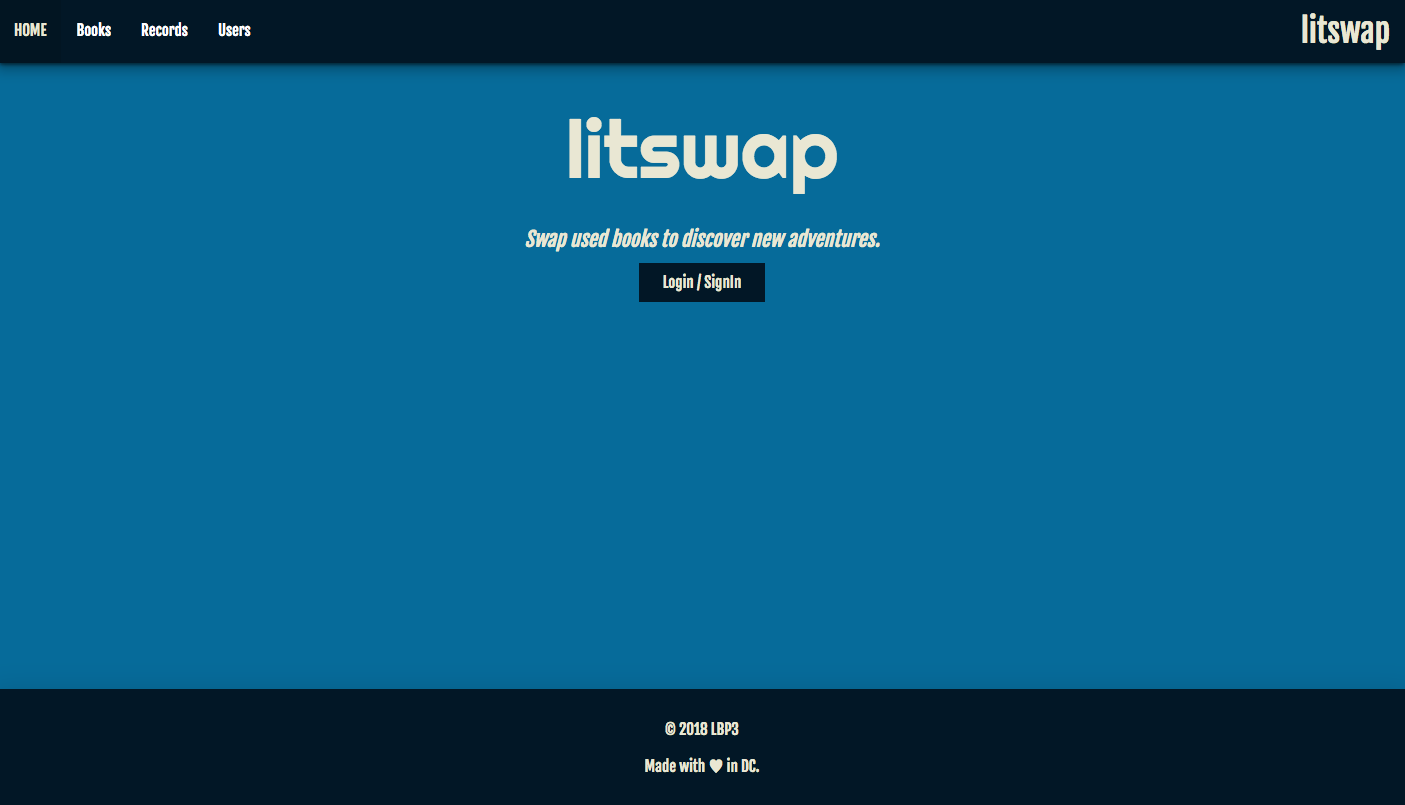 HOME Books Records Users litswap
litswap
Swap used books to discover new adventures.
Login / SignIn
© 2018 LBP3
Made with ♥ in DC.